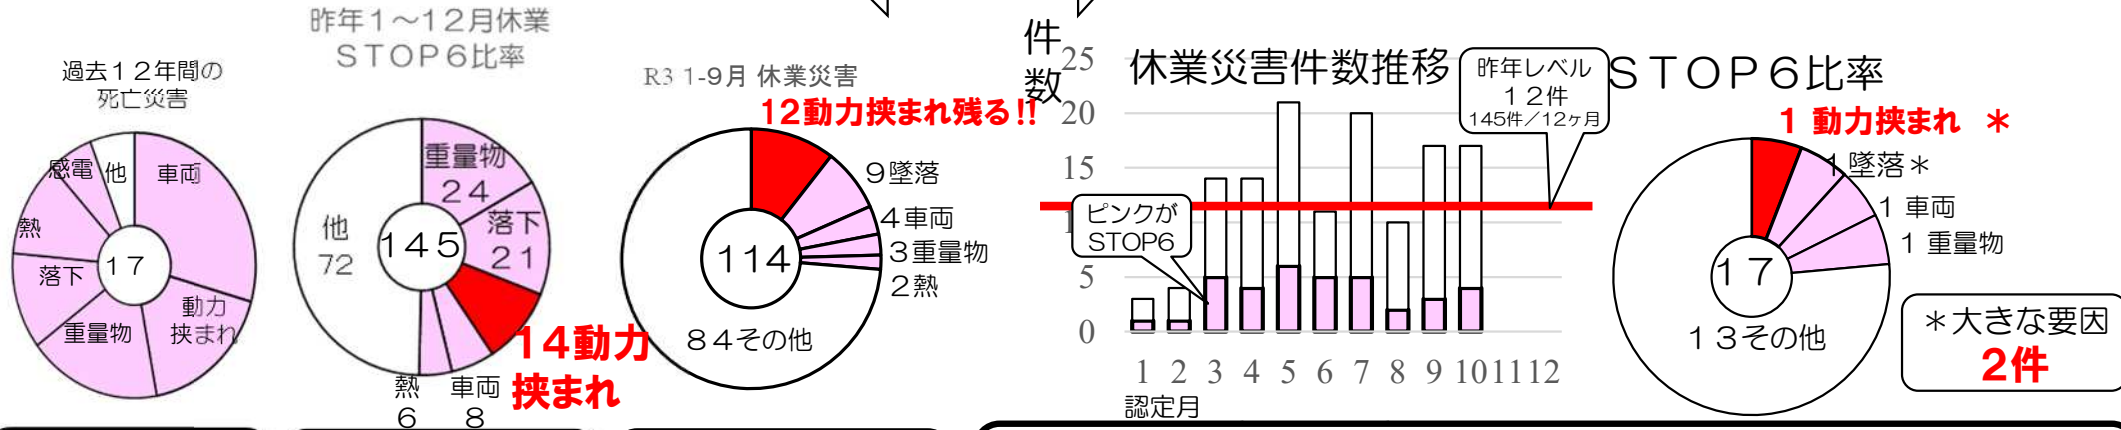 過去１２年間の
死亡災害
車両
動力
挟まれ
重量物
落下
熱
感電
他
17
昨年１～１２月休業
ＳＴＯＰ６比率
重量物
24
落下
21
14動力
挟まれ
車両
8
熱
6
他
72
145
R3 1-9月 休業災害
12動力挟まれ残る!!
9墜落
4車両
3重量物
2熱
84その他
114
件
数
休業災害件数推移
昨年レベル
１２件
145件／12ヶ月
ピンクが
STOP6
25
20
15
1
5
0
1 2 3 4 5 6 7 8 9 10 11 12
認定月
ＳＴＯＰ６比率
1 動力挟まれ ＊
1墜落＊
1 車両
1 重量物
17
13その他
＊大きな要因
2件